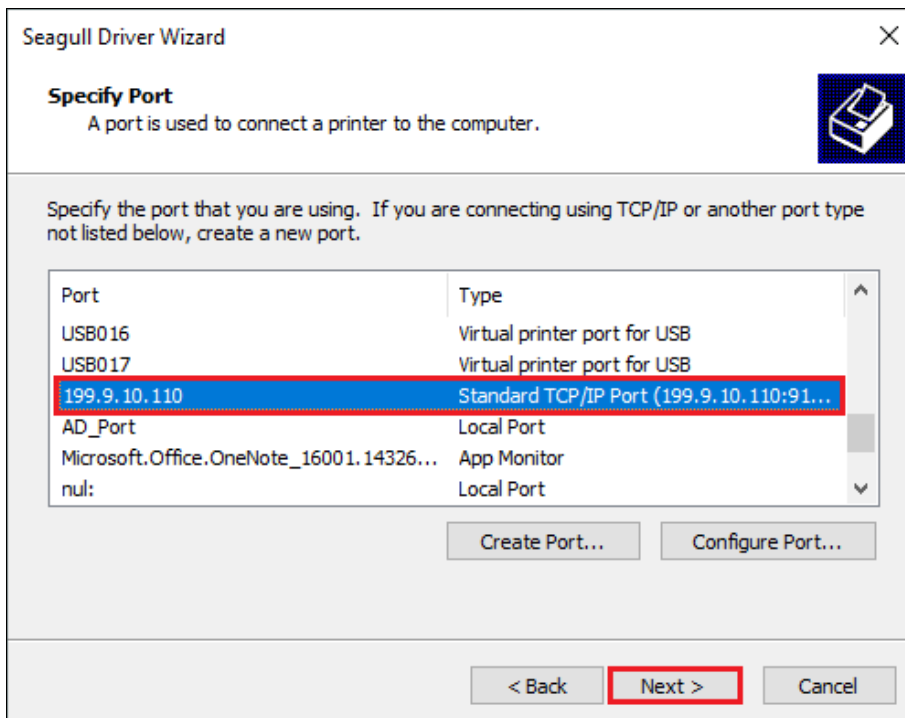 Seagull Driver Wizard
Specify Port
A port is used to connect a printer to the computer.
Specify the port that you are using.  If you are connecting using TCP/IP or another port type
not listed below, create a new port.
Port Type
USB016 Virtual printer port for USB
USB017 Virtual printer port for USB
199.9.10.110 Standard TCP/IP Port (199.9.10.110:91...
AD_Port Local Port
Microsoft.Office.OneNote_16001.14326... App Monitor
nul: Local Port
Create Port... Configure Port...
< Back Next > Cancel